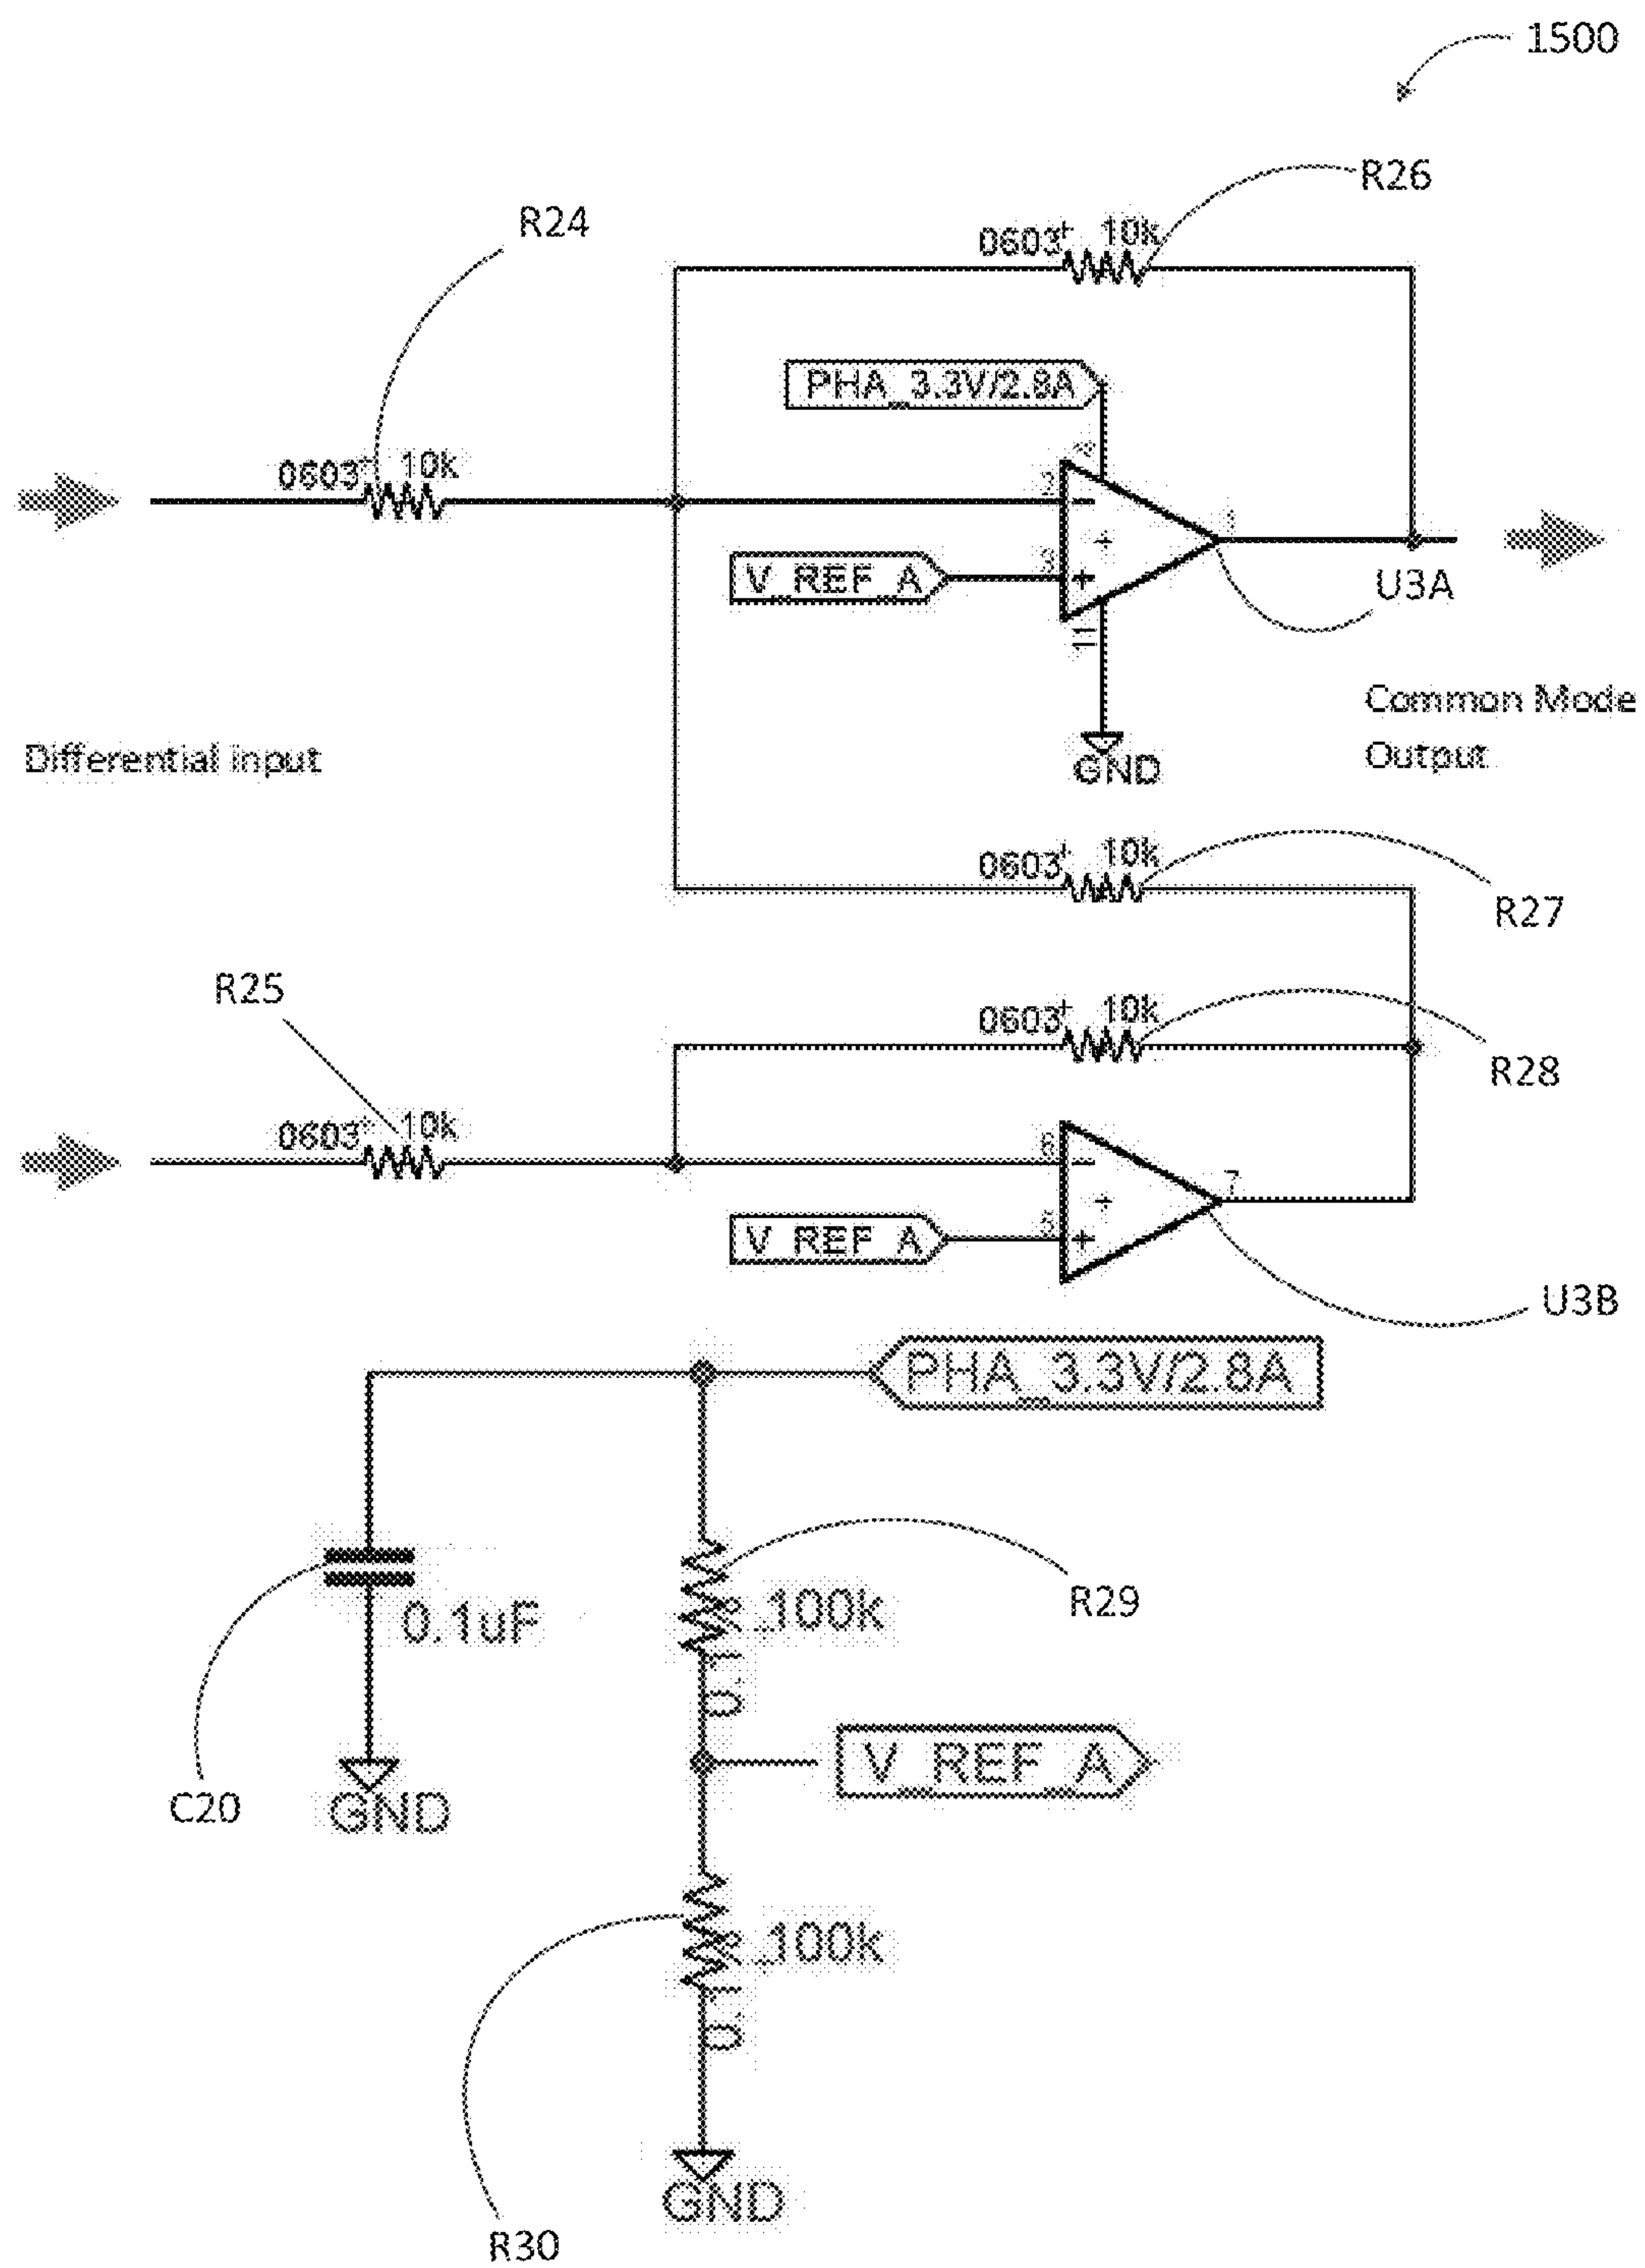 1500
R26
R24
0603 10k
PHA_3.3V/2.8A
0603 10k
2
1
V_REF_A
3
U3A
11
Common Mode
Output
Differential input
GND
0603 10k
R27
R25
0603 10k
R28
0603 10k
6
7
V_REF_A
5
U3B
PHA_3.3V/2.8A
R29
100k
0.1uF
V_REF_A
C20
GND
100k
GND
R30